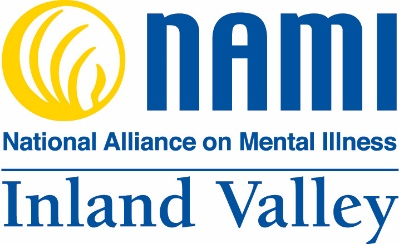 NAMI
National Alliance on Mental Illness
Inland Valley